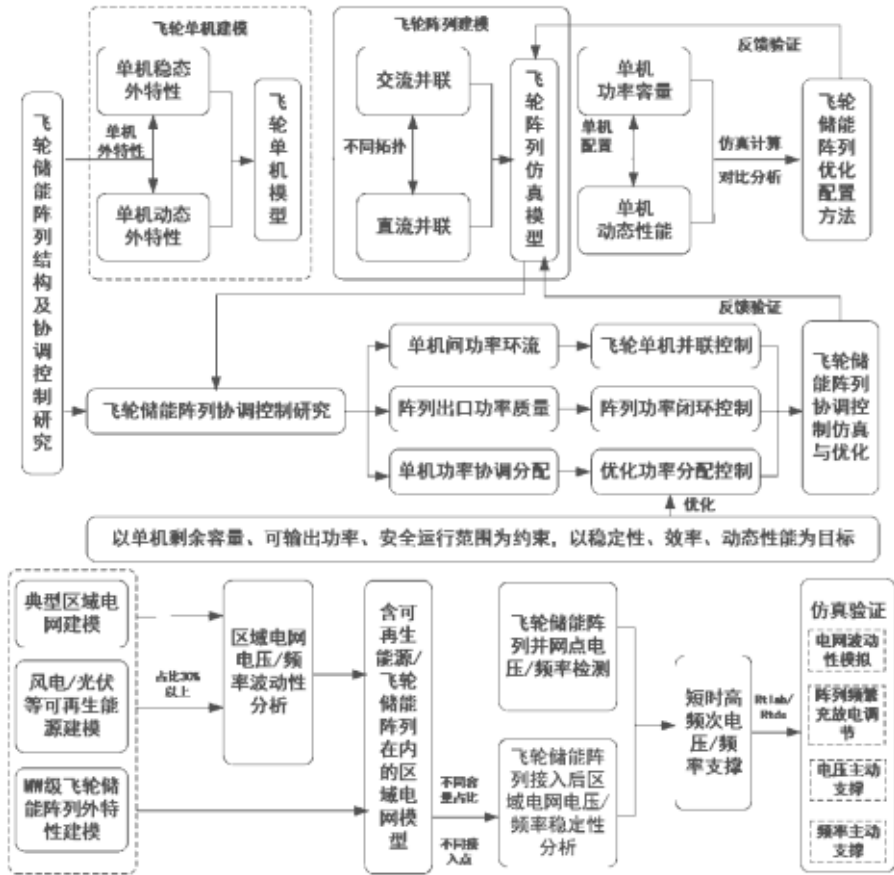 飞轮单机建模
飞轮阵列建模
反馈验证
单机稳态
外特性
单机
外特性
单机动态
外特性
飞
轮
单
机
模
型
交流并联
不同拓扑
直流并联
飞
轮
阵
列
仿
真
模
型
单机
功率容量
单机
配置
单机
动态性能
仿真计算
对比分析
飞轮
储能
阵列
优化
配置
方法
飞
轮
储
能
阵
列
结
构
及
协
调
控
制
研
究
反馈验证
飞轮储能阵列协调控制研究
单机间功率环流
飞轮单机并联控制
阵列出口功率质量
阵列功率闭环控制
单机功率协调分配
优化功率分配控制
飞轮储
能阵列
协调控
制仿真
与优化
优化
以单机剩余容量、可输出功率、安全运行范围为约束，以稳定性、效率、动态性能为目标
典型区域电
网建模
风电/光伏
等可再生能
源建模
MW级飞轮储
能阵列外特
性建模
占比30%
以上
区域电网
电压/频
率波动性
分析
含可
再生
能源/
飞轮
储能
阵列
在内
的区
域电
网模
型
不同容
量占比
不同接
入点
飞轮储能阵
列并网点电
压/频率检测
飞轮储能阵
列接入后区
域电网电压/
频率稳定性
分析
短时高
频次电
压/频
率支撑
Rtlab/
Rtds
仿真验证
电网波动
性模拟
阵列频繁
充放电调
节
电压主动
支撑
频率主动
支撑